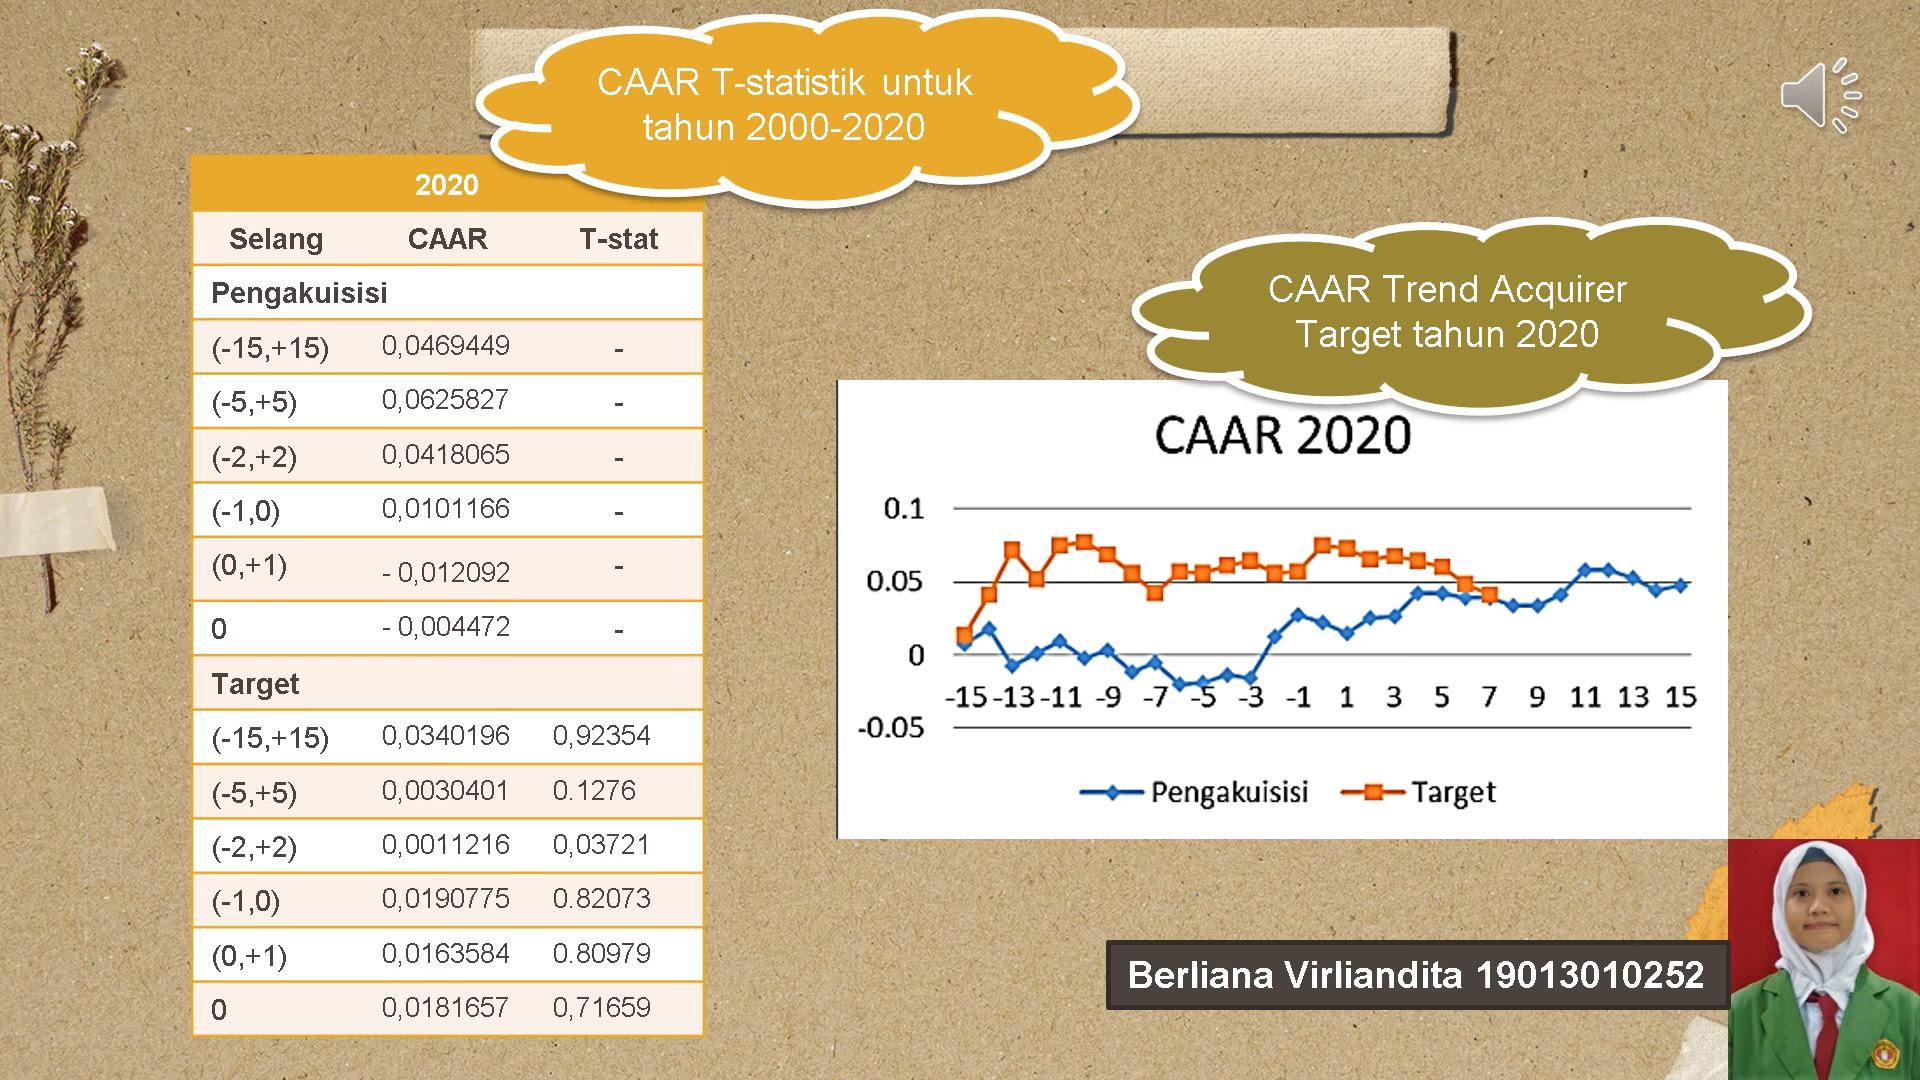 CAAR T-statistik untuk
tahun 2000-2020
2020
Selang CAAR T-stat
Pengakuisisi
(-15,+15) 0,0469449 -
(-5,+5) 0,0625827 -
(-2,+2) 0,0418065 -
(-1,0) 0,0101166 -
(0,+1) - 0,012092 -
0 - 0,004472 -
Target
(-15,+15) 0,0340196 0,92354
(-5,+5) 0,0030401 0.1276
(-2,+2) 0,0011216 0,03721
(-1,0) 0,0190775 0.82073
(0,+1) 0,0163584 0.80979
0 0,0181657 0,71659
CAAR Trend Acquirer
Target tahun 2020
CAAR 2020
0.1
0.05
0
-15 -13 -11 -9 -7 -5 -3 -1 1 3 5 7 9 11 13 15
-0.05
Pengakuisisi Target
Berliana Virliandita 19013010252